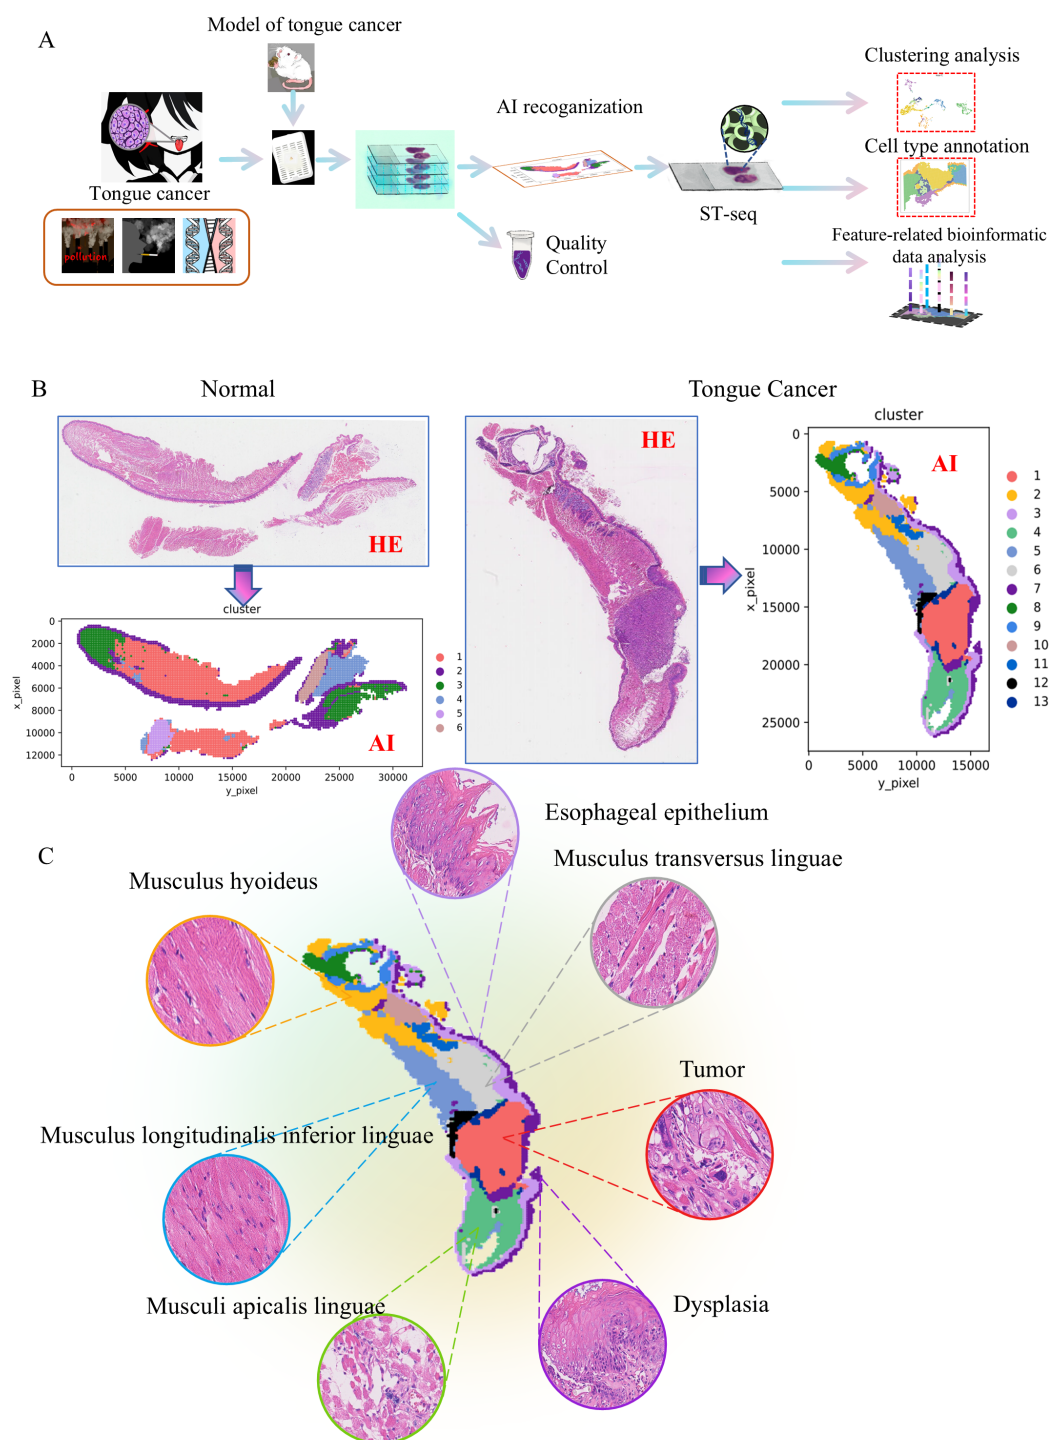 A
Model of tongue cancer
Tongue cancer
pollution
AI recoganization
Quality
Control
ST-seq
Clustering analysis
Cell type annotation
Feature-related bioinformatic
data analysis
B
Normal
Tongue Cancer
HE
cluster
x_pixel
0
2000
4000
6000
8000
10000
12000
0
5000
10000
15000
20000
25000
30000
y_pixel
AI
1
2
3
4
5
6
HE
cluster
x_pixel
0
5000
10000
15000
20000
25000
0
5000
10000
15000
y_pixel
AI
1
2
3
4
5
6
7
8
9
10
11
12
13
C
Esophageal epithelium
Musculus transversus linguae
Musculus hyoideus
Tumor
Musculus longitudinalis inferior linguae
Musculi apicalis linguae
Dysplasia